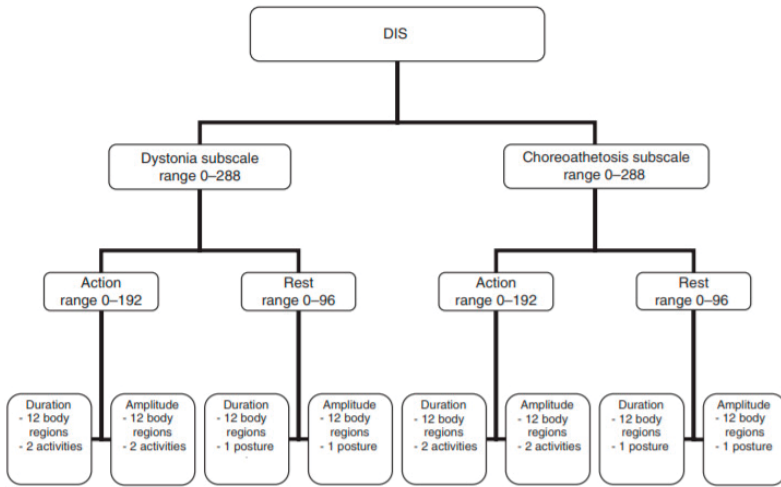 DIS
Dystonia subscale
range 0–288
Choreoathetosis subscale
range 0–288
Action
range 0–192
Rest
range 0–96
Action
range 0–192
Rest
range 0–96
Duration
- 12 body
regions
- 2 activities
Amplitude
- 12 body
regions
- 2 activities
Duration
- 12 body
regions
- 1 posture
Amplitude
- 12 body
regions
- 1 posture
Duration
- 12 body
regions
- 2 activities
Amplitude
- 12 body
regions
- 2 activities
Duration
- 12 body
regions
- 1 posture
Amplitude
- 12 body
regions
- 1 posture